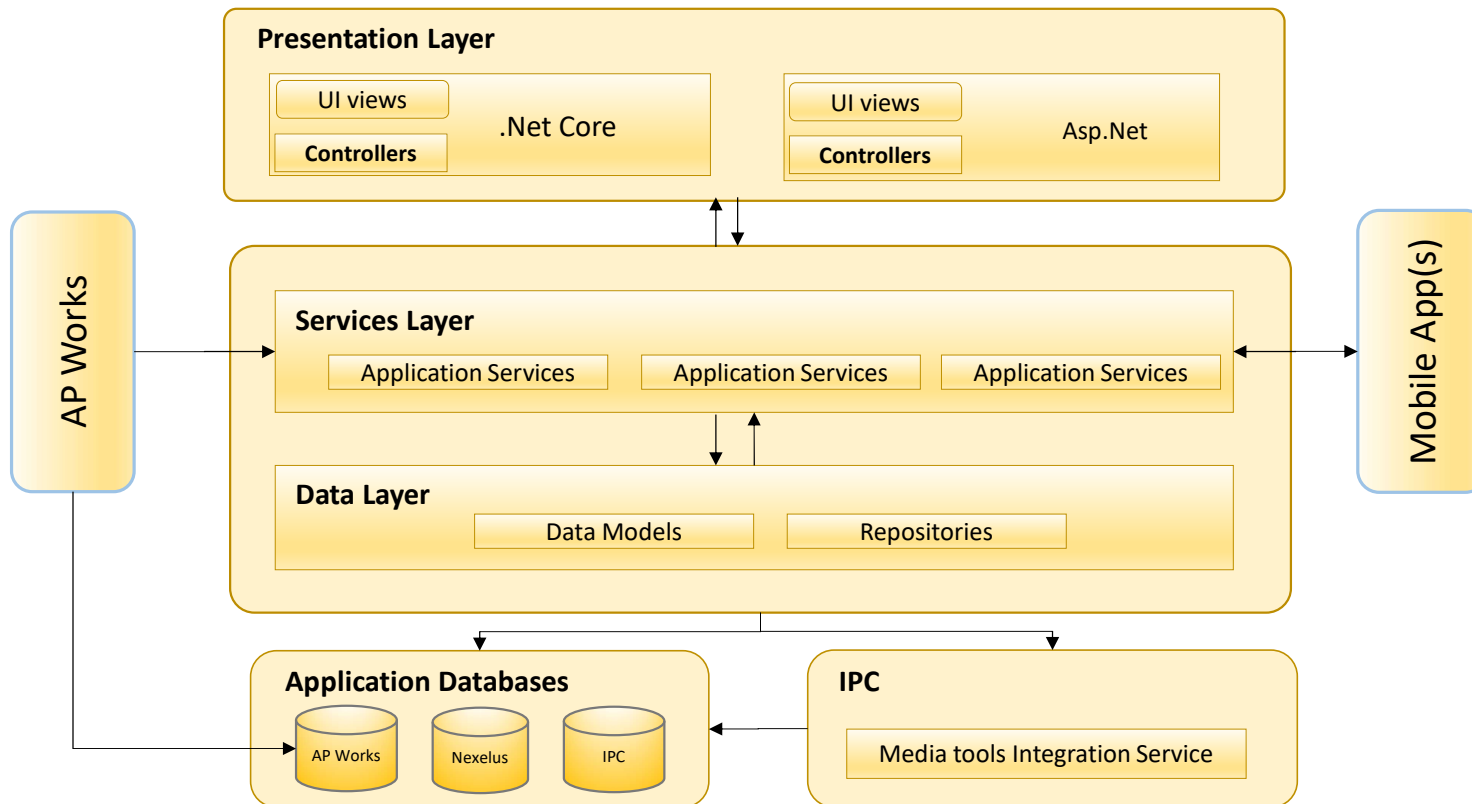 Presentation Layer
UI views
.Net Core
Controllers
UI views
Asp.Net
Controllers
AP Works
Services Layer
Application Services
Application Services
Application Services
Mobile App(s)
Data Layer
Data Models
Repositories
Application Databases
AP Works
Nexelus
IPC
IPC
Media tools Integration Service